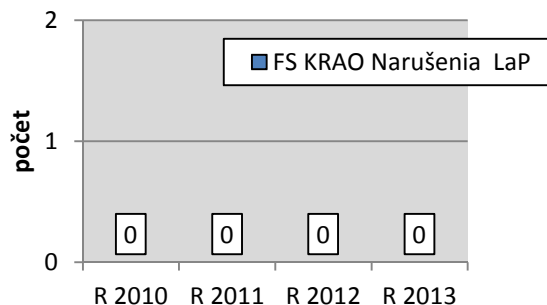 2
FS KRAO Narušenia LaP
počet
1
0 0 0 0
0
R 2010 R 2011 R 2012 R 2013